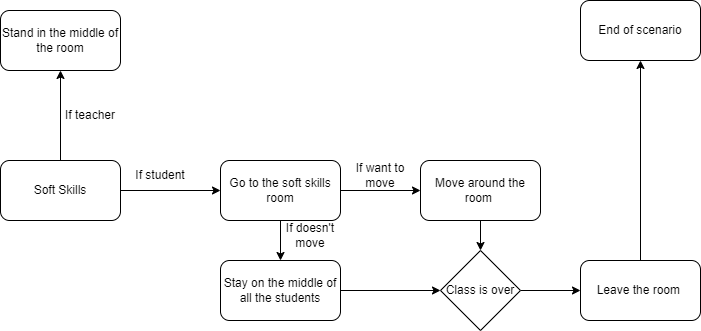 Stand in the middle of
the room
End of scenario
If teacher
Soft Skills
If student
Go to the soft skills
room
If want to
move
Move around the
room
If doesn't
move
Stay on the middle of
all the students
Class is over
Leave the room